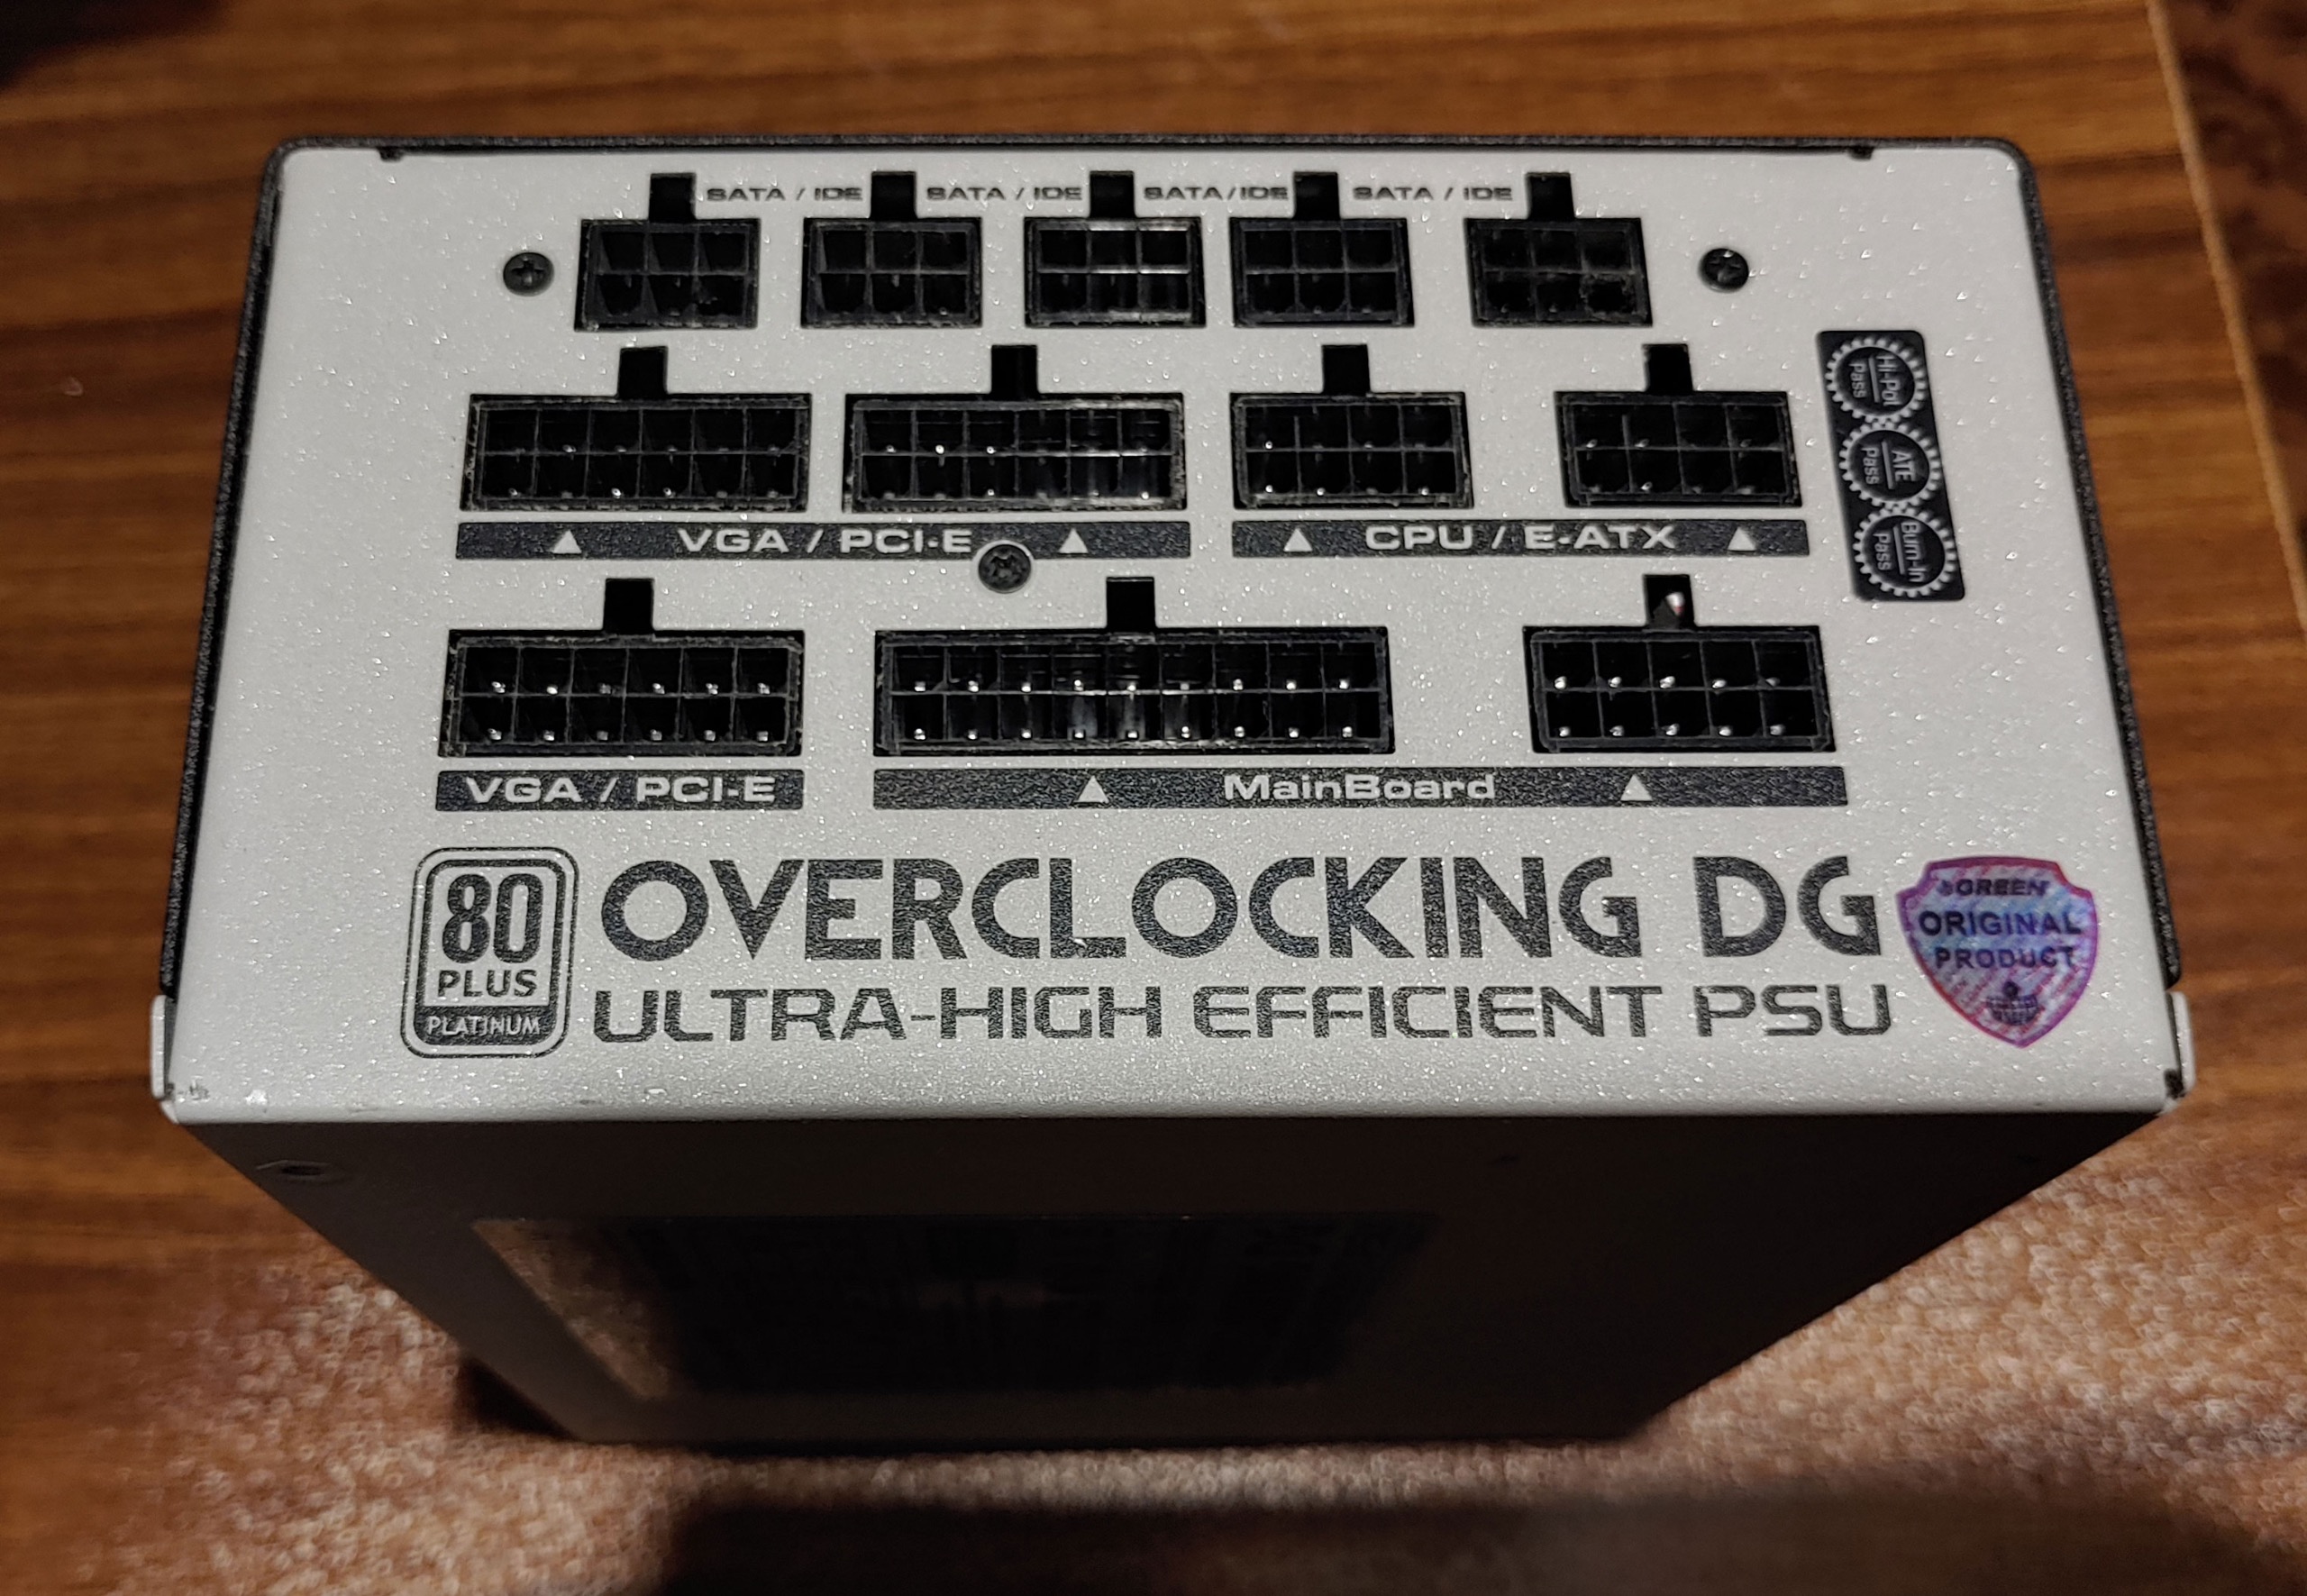 SATA / IDE
SATA / IDE
SATA/IDE
SATA / IDE
Hi-Pot
Pass
ATE
Pass
Burn-In
Pass
VGA / PCI-E
CPU / E-ATX
VGA / PCI-E
MainBoard
80
PLUS
PLATINUM
OVERCLOCKING DG
ULTRA-HIGH EFFICIENT PSU
GREEN
ORIGINAL
PRODUCT